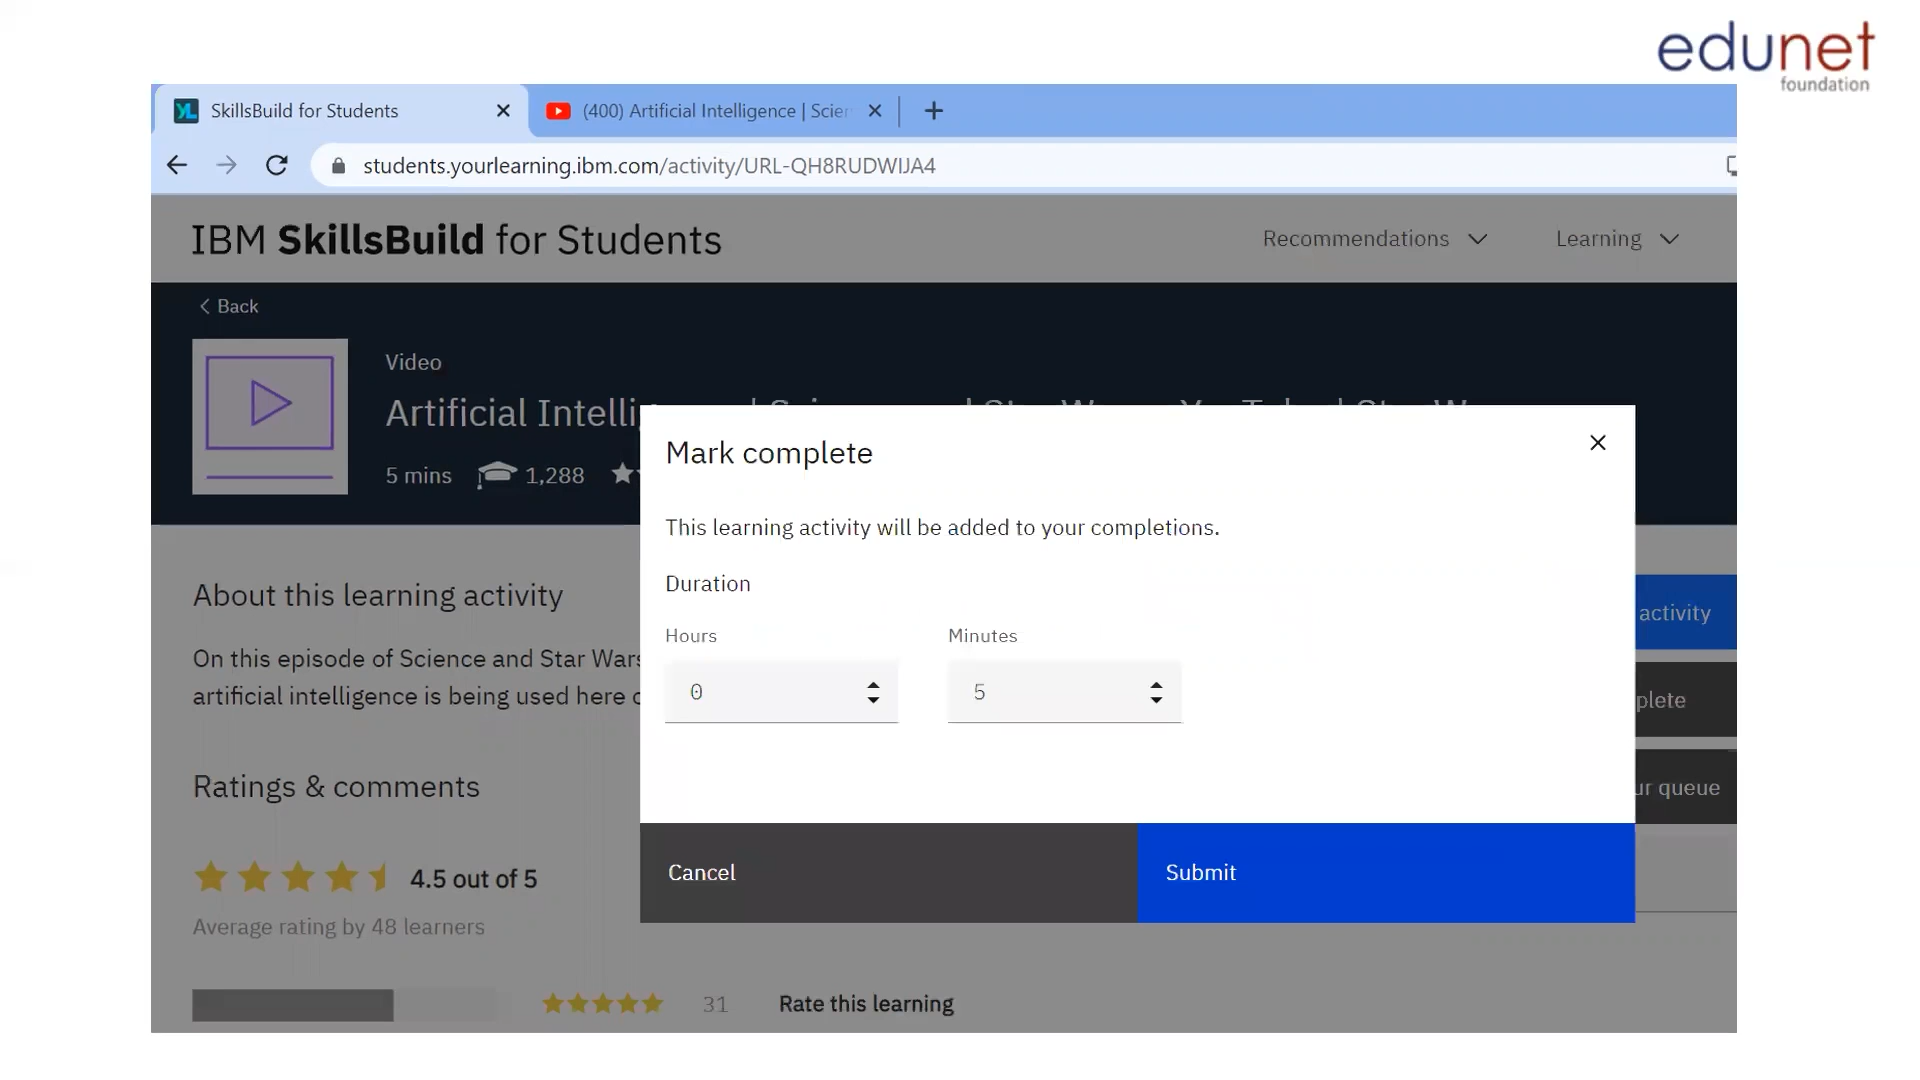 edunet
foundation
SkillsBuild for Students
(400) Artificial Intelligence | Scien
students.yourlearning.ibm.com/activity/URL-QH8RUDWIJA4
IBM SkillsBuild for Students
Recommendations
Learning
Back
Video
Artificial Intelli
5 mins
1,288
Mark complete
This learning activity will be added to your completions.
Duration
Hours
Minutes
0
5
Cancel
Submit
About this learning activity
On this episode of Science and Star Wars
artificial intelligence is being used here
activity
plete
ur queue
Ratings & comments
4.5 out of 5
Average rating by 48 learners
31
Rate this learning